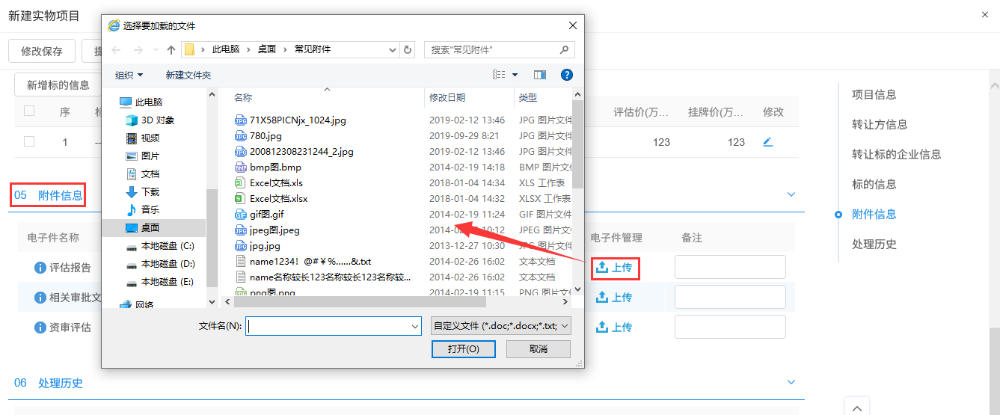 新建实物项目
修改保存
新增标的信息
序 标
1 --
评估价(万... 挂牌价(万... 修改
123 123
05 附件信息
电子件名称
电子件管理 备注
评估报告
上传
相关审批文
上传
资审评估
上传
06 处理历史
选择要加载的文件
此电脑 桌面 常见附件
搜索"常见附件"
组织 新建文件夹
此电脑
3D 对象
视频
图片
文档
下载
音乐
桌面
本地磁盘 (C:)
本地磁盘 (D:)
本地磁盘 (E:)
网络
名称 修改日期 类型
71X58PICNjx_1024.jpg 2019-02-12 13:46 JPG 图片文件
780.jpg 2019-09-29 8:21 JPG 图片文件
200812308231244_2.jpg 2019-02-12 13:46 JPG 图片文件
bmp图.bmp 2014-02-19 14:18 BMP 图片文件
Excel文档.xls 2018-01-04 14:34 XLS 工作表
Excel文档.xlsx 2018-01-04 14:32 XLSX 工作表
gif图.gif 2014-02-19 11:24 GIF 图片文件
jpeg图.jpeg 10:12 JPEG 图片文
jpg.jpg 2013-12-27 10:30 JPG 图片文件
name1234！@#￥%......&.txt 2014-02-26 16:02 文本文档
name名称较长123名称较长123名称较... 2014-02-26 16:02 文本文档
png图.png 2014-02-19 11:15 PNG 图片文件
文件名(N):
自定义文件 (*.doc;*.docx;*.txt;
打开(O) 取消
项目信息
转让方信息
转让标的企业信息
标的信息
附件信息
处理历史